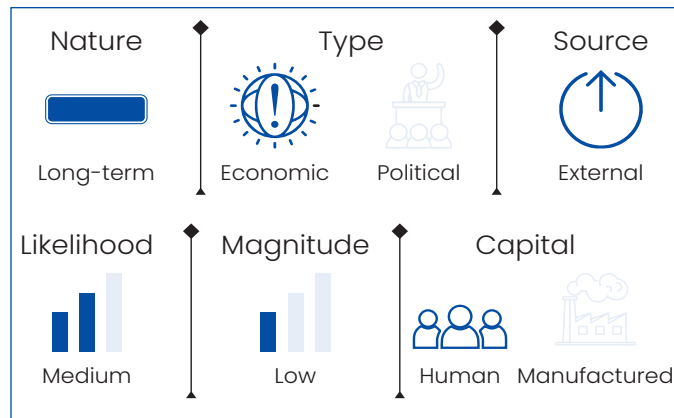 Nature
Type
Source
Long-term
Economic
Political
External
Likelihood
Magnitude
Capital
Medium
Low
Human
Manufactured